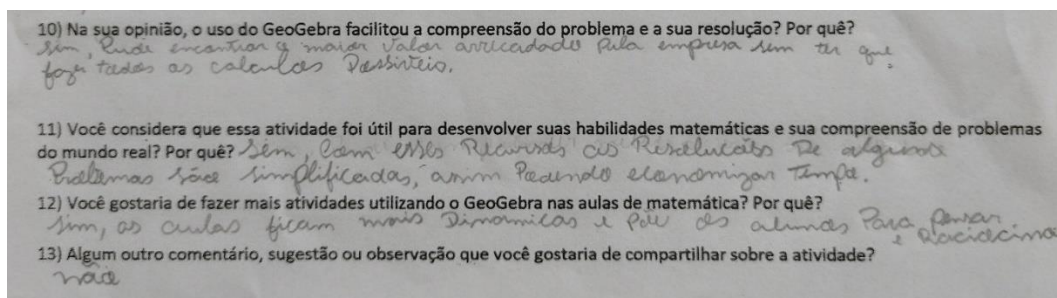 10) Na sua opinião, o uso do GeoGebra facilitou a compreensão do problema e a sua resolução? Por quê?
Sim, Pude encontrar o maior valor arrecadado pela empresa sem ter que
fazer todos os calculos Possiveis.
11) Você considera que essa atividade foi útil para desenvolver suas habilidades matemáticas e sua compreensão de problemas
do mundo real? Por quê? Sim, Com esses Recursos as Resoluções De alguns
Problemas são simplificadas, assim Podendo economizar Tempo.
12) Você gostaria de fazer mais atividades utilizando o GeoGebra nas aulas de matemática? Por quê?
Sim, as aulas ficam mais Dinamicas e Põe os alunos Para Pensar
e Raciocinar
13) Algum outro comentário, sugestão ou observação que você gostaria de compartilhar sobre a atividade?
não